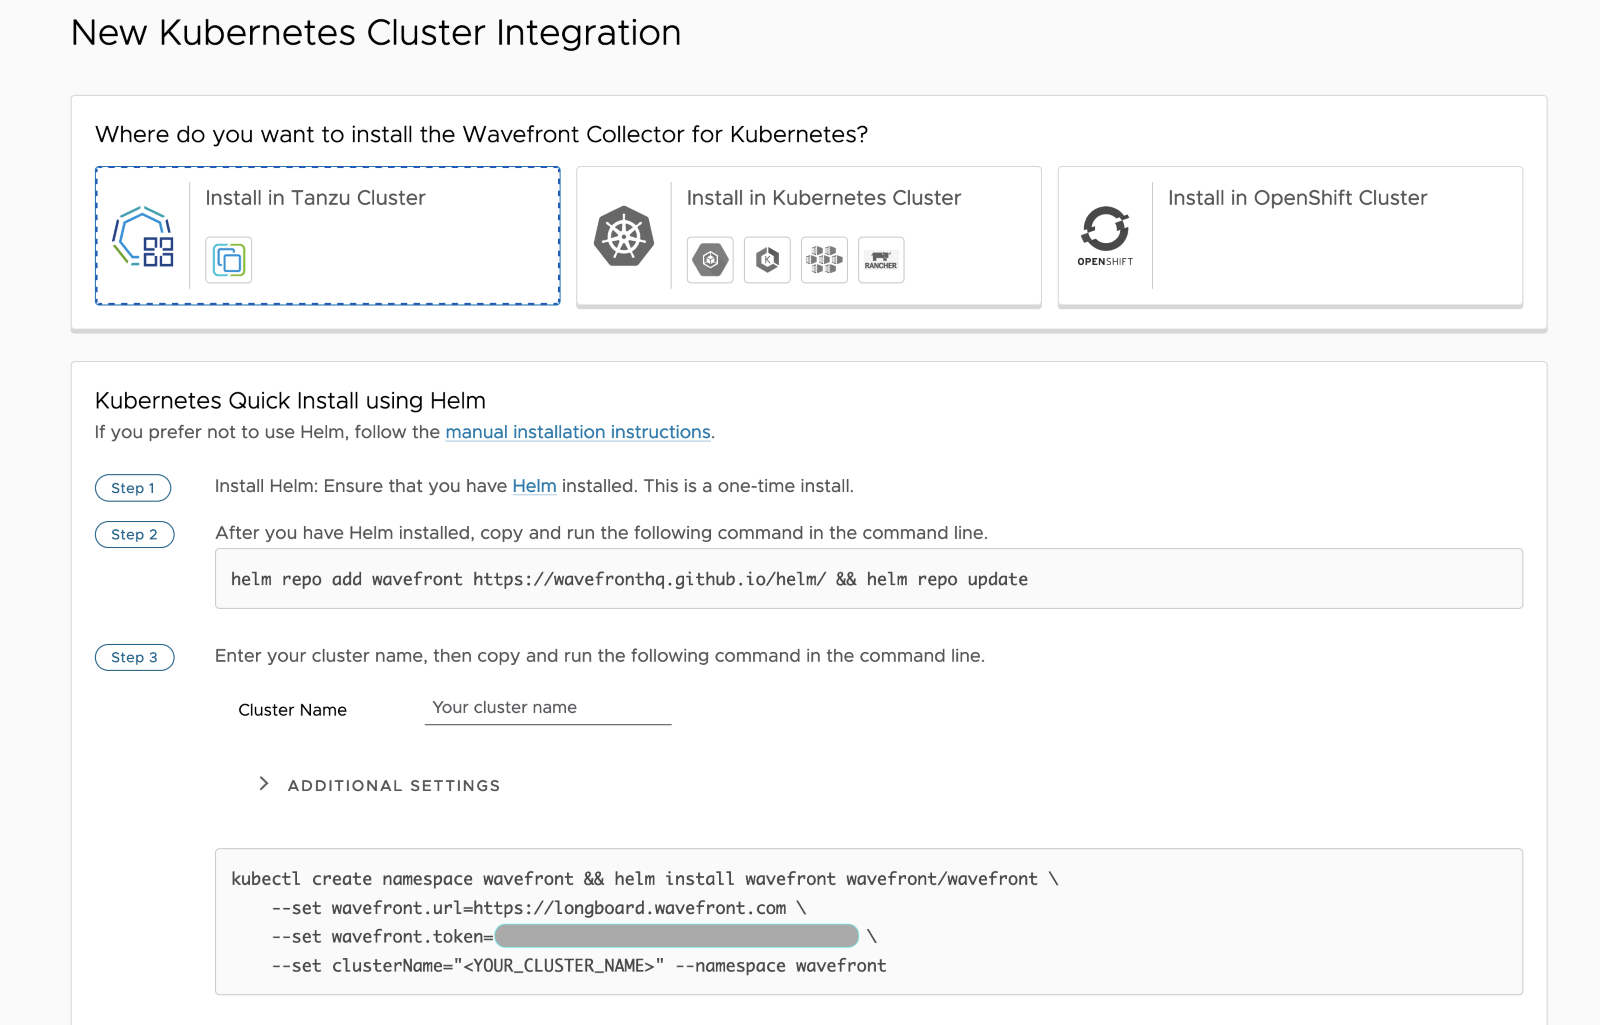 New Kubernetes Cluster Integration
Where do you want to install the Wavefront Collector for Kubernetes?
Install in Tanzu Cluster
Install in Kubernetes Cluster
K
RANCHER
OPENSHIFT
Install in OpenShift Cluster
Kubernetes Quick Install using Helm
If you prefer not to use Helm, follow the manual installation instructions.
Step 1
Install Helm: Ensure that you have Helm installed. This is a one-time install.
Step 2
After you have Helm installed, copy and run the following command in the command line.
helm repo add wavefront https://wavefronthq.github.io/helm/ && helm repo update
Step 3
Enter your cluster name, then copy and run the following command in the command line.
Cluster Name
Your cluster name
ADDITIONAL SETTINGS
kubectl create namespace wavefront && helm install wavefront wavefront/wavefront \
--set wavefront.url=https://longboard.wavefront.com \
--set wavefront.token= \
--set clusterName="<YOUR_CLUSTER_NAME>" --namespace wavefront